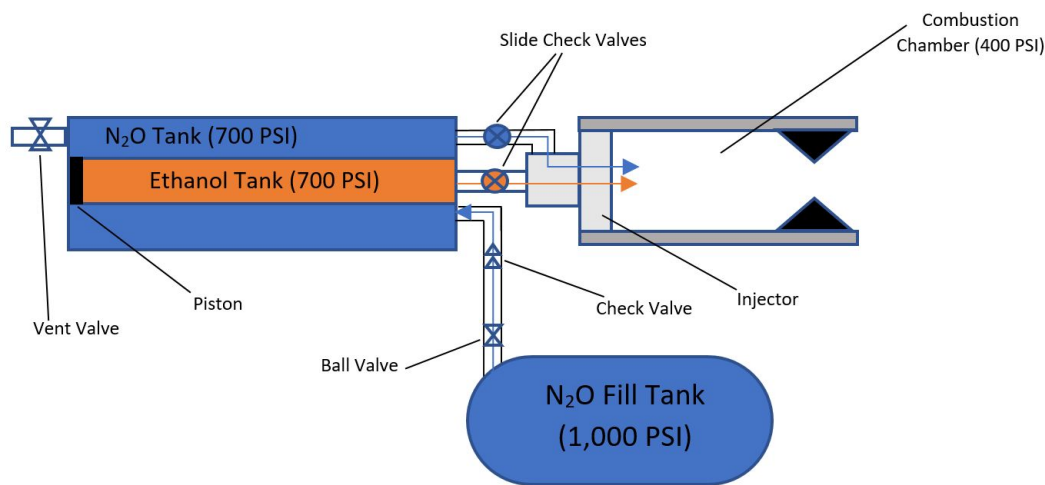 Combustion
Chamber (400 PSI)
Slide Check Valves
N₂O Tank (700 PSI)
Ethanol Tank (700 PSI)
Vent Valve
Piston
Check Valve
Injector
Ball Valve
N₂O Fill Tank
(1,000 PSI)